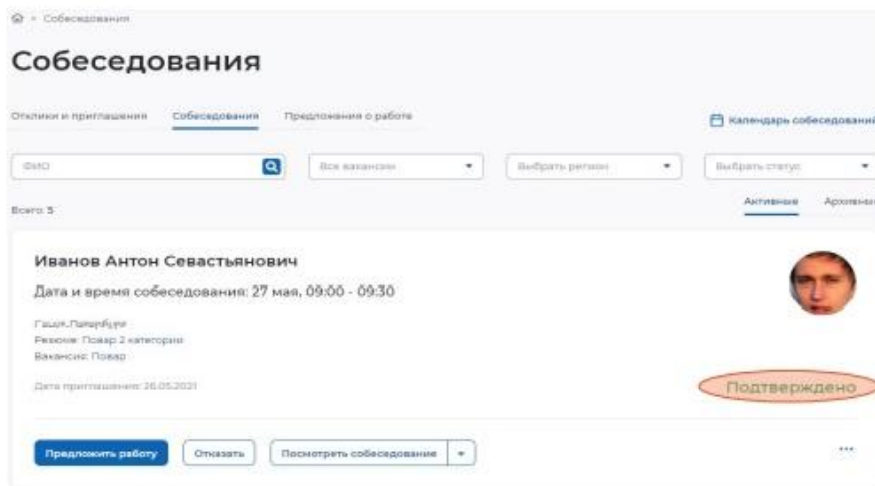 Собеседования
Собеседования
Отклики и приглашения Собеседования Предложения о работе
Календарь собеседований
ФИО Все вакансии Выбрать регион Выбрать статус
Всего: 5 Активные Архивные
Иванов Антон Севастьянович
Дата и время собеседования: 27 мая, 09:00 - 09:30
Резюме: Повар 2 категории
Вакансия: Повар
Дата приглашения: 26.05.2021
Подтверждено
Предложить работу Отказать Посмотреть собеседование